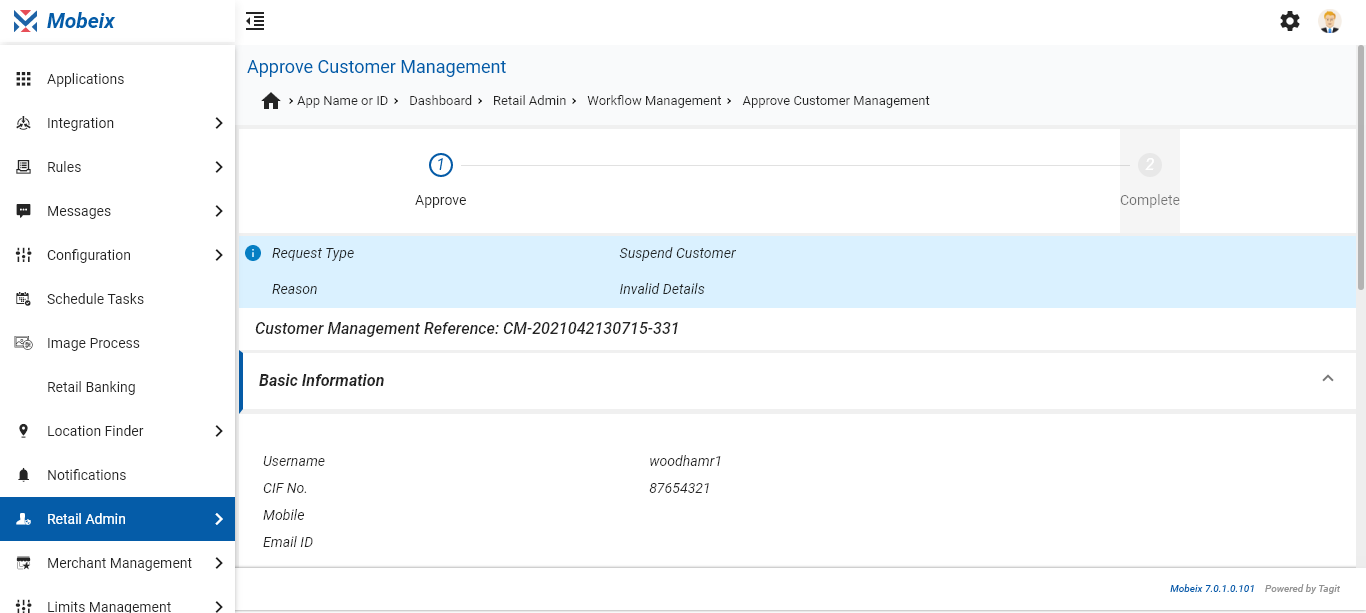 Mobeix
Applications
Integration
Rules
Messages
Configuration
Schedule Tasks
Image Process
Retail Banking
Location Finder
Notifications
Retail Admin
Merchant Management
Limits Management
Approve Customer Management
App Name or ID Dashboard Retail Admin Workflow Management Approve Customer Management
1 2
Approve Complete
Request Type Suspend Customer
Reason Invalid Details
Customer Management Reference: CM-2021042130715-331
Basic Information
Username woodhamr1
CIF No. 87654321
Mobile
Email ID
Mobeix 7.0.1.0.101 Powered by Tagit